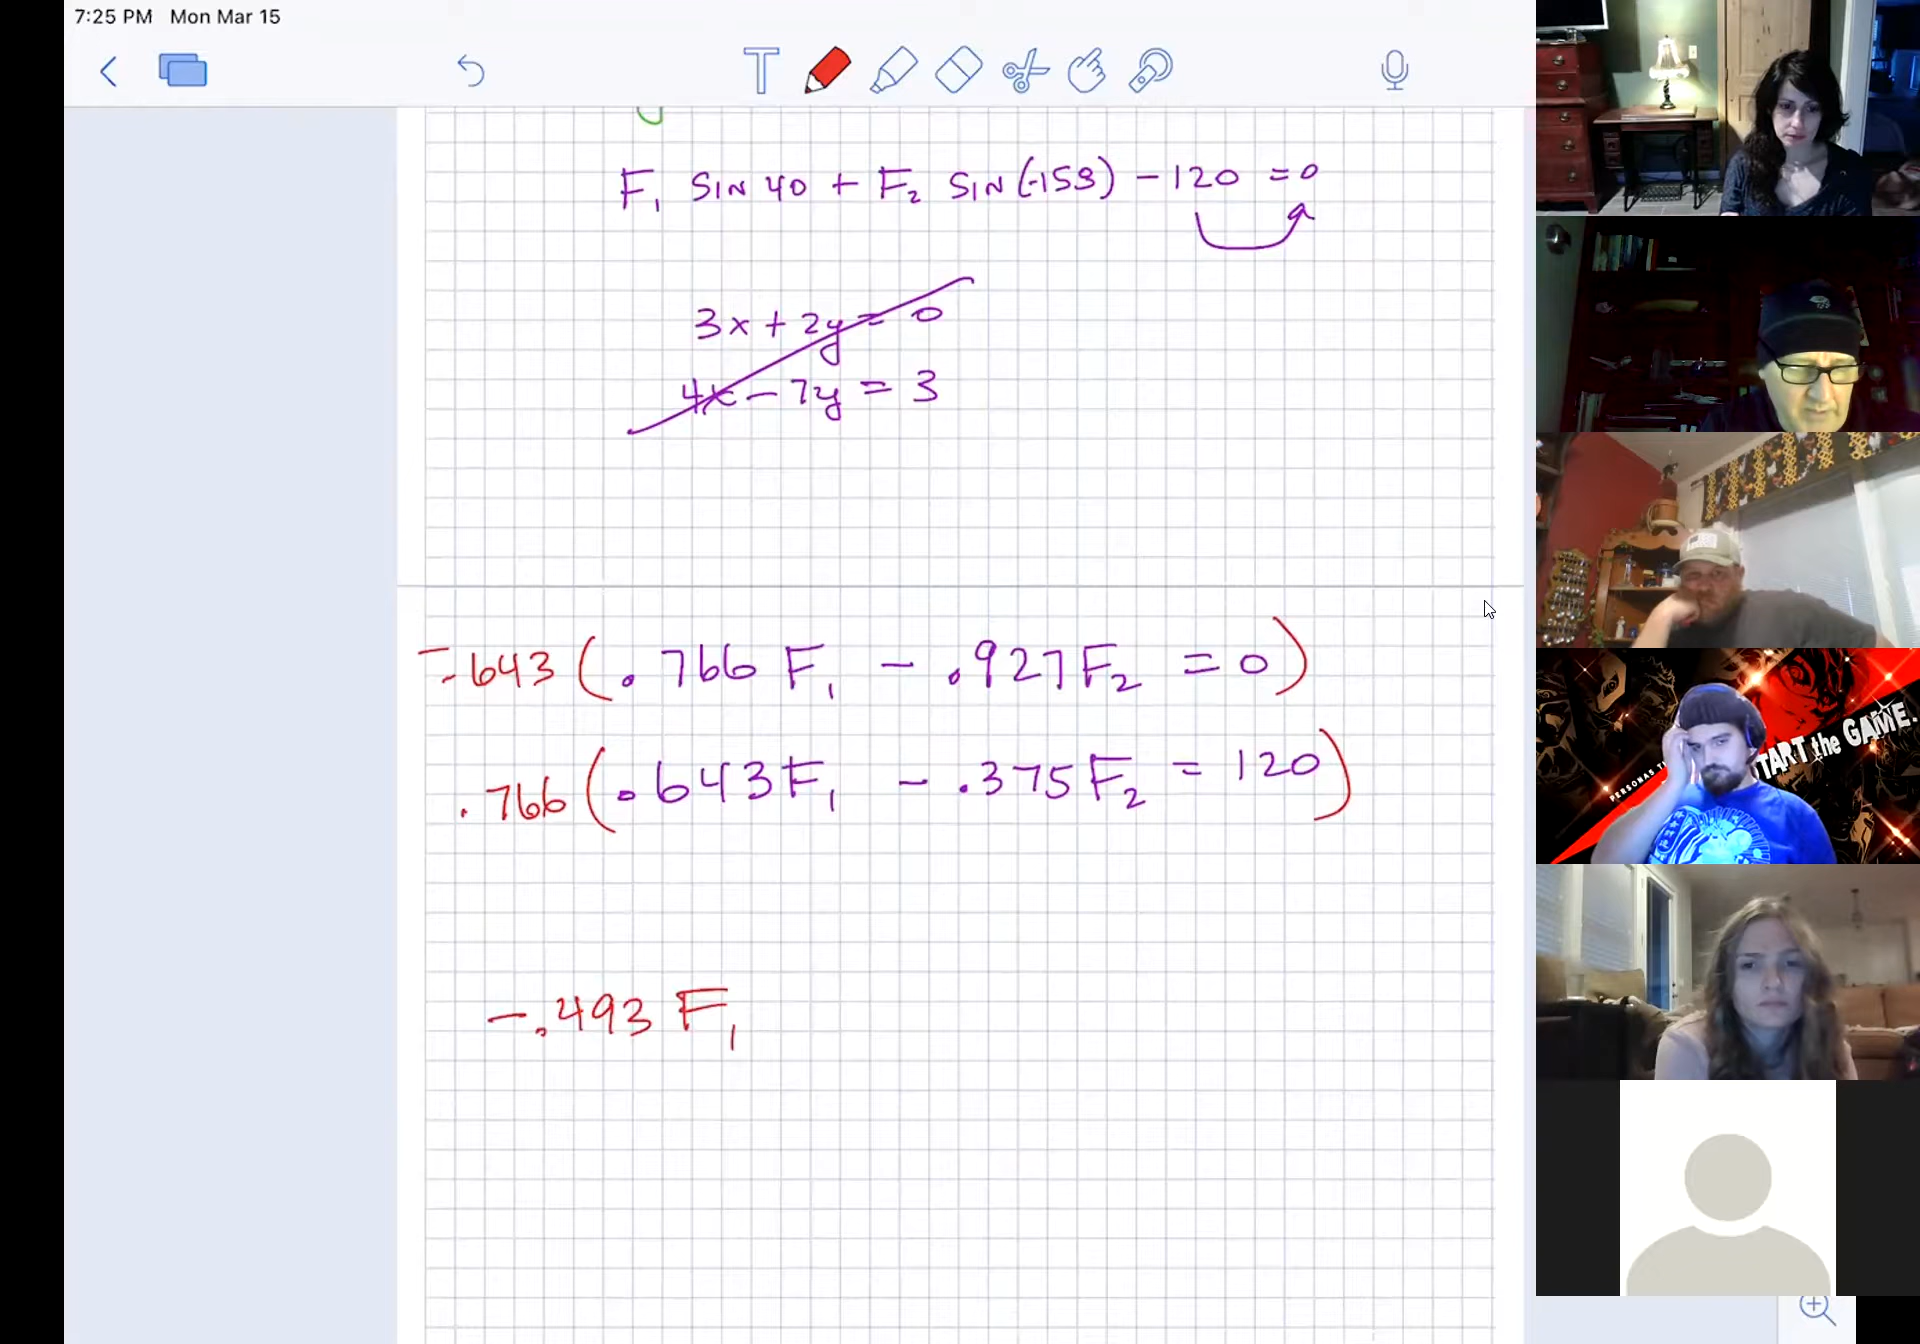 7:25 PM Mon Mar 15
T
F₁ SIN 40 + F₂ SIN(-158) - 120 = 0
3x + 2y = 0
4x - 7y = 3
-.643 (.766 F₁ - .927 F₂ = 0)
.766 (.643 F₁ - .375 F₂ = 120)
-.493 F₁
START the GAME.